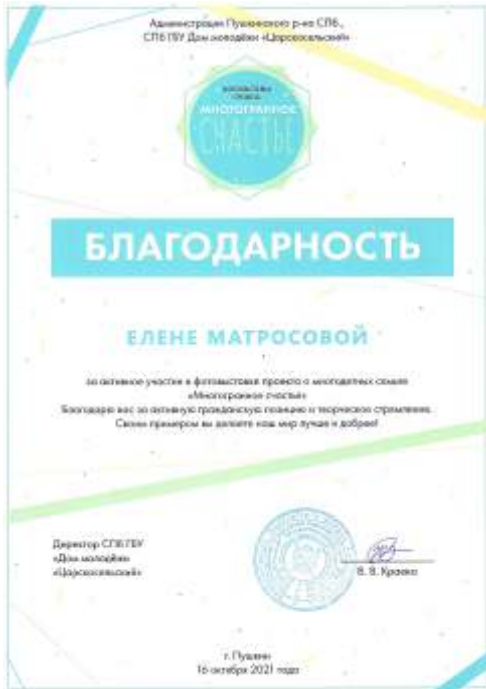 Администрация Пушкинского р-на СПб.,
СПб ГБУ Дом молодёжи «Царскосельский»
МНОГОГРАННОЕ
СЧАСТЬЕ
БЛАГОДАРНОСТЬ
ЕЛЕНЕ МАТРОСОВОЙ
за активное участие в фотовыставке проекта о многодетных семьях
«Многогранное счастье»
Благодарю вас за активную гражданскую позицию и творческое стремление.
Своим примером вы делаете наш мир лучше и добрее!
Директор СПб ГБУ
«Дом молодёжи
«Царскосельский»
В. В.
г. Пушкин
16 октября 2021 года